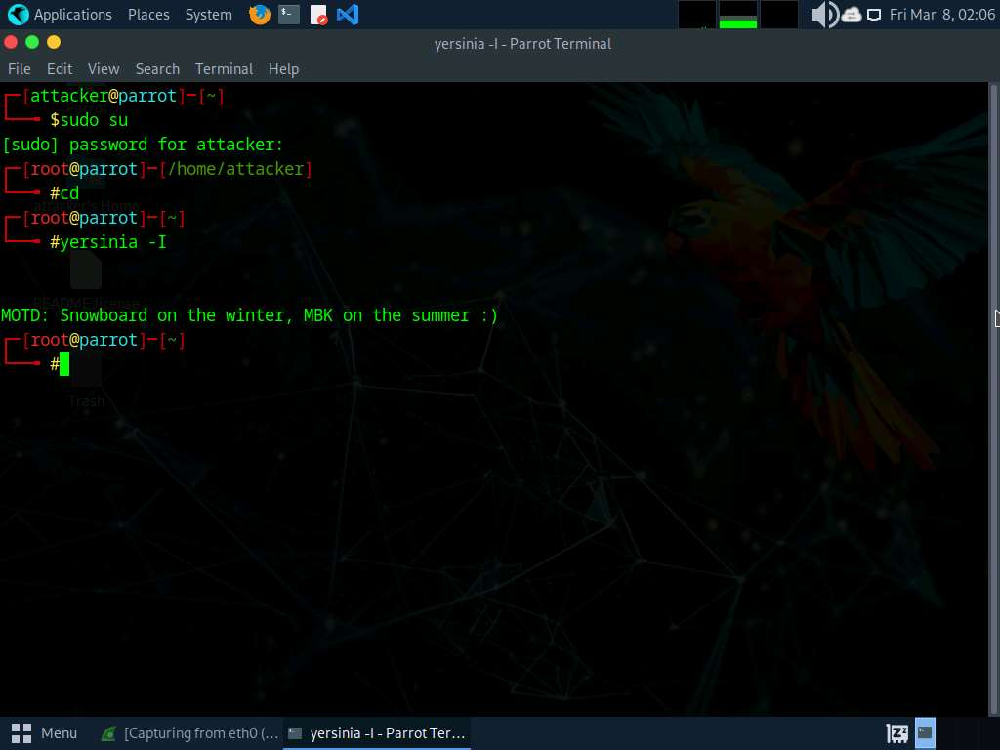 Applications Places System Fri Mar 8, 02:06
yersinia -I - Parrot Terminal
File Edit View Search Terminal Help
┌─[attacker@parrot]─[~]
└──╼ $sudo su
[sudo] password for attacker:
┌─[root@parrot]─[/home/attacker]
└──╼ #cd
┌─[root@parrot]─[~]
└──╼ #yersinia -I
MOTD: Snowboard on the winter, MBK on the summer :)
┌─[root@parrot]─[~]
└──╼ #
Trash
Menu [Capturing from eth0 (... yersinia -I - Parrot Ter...